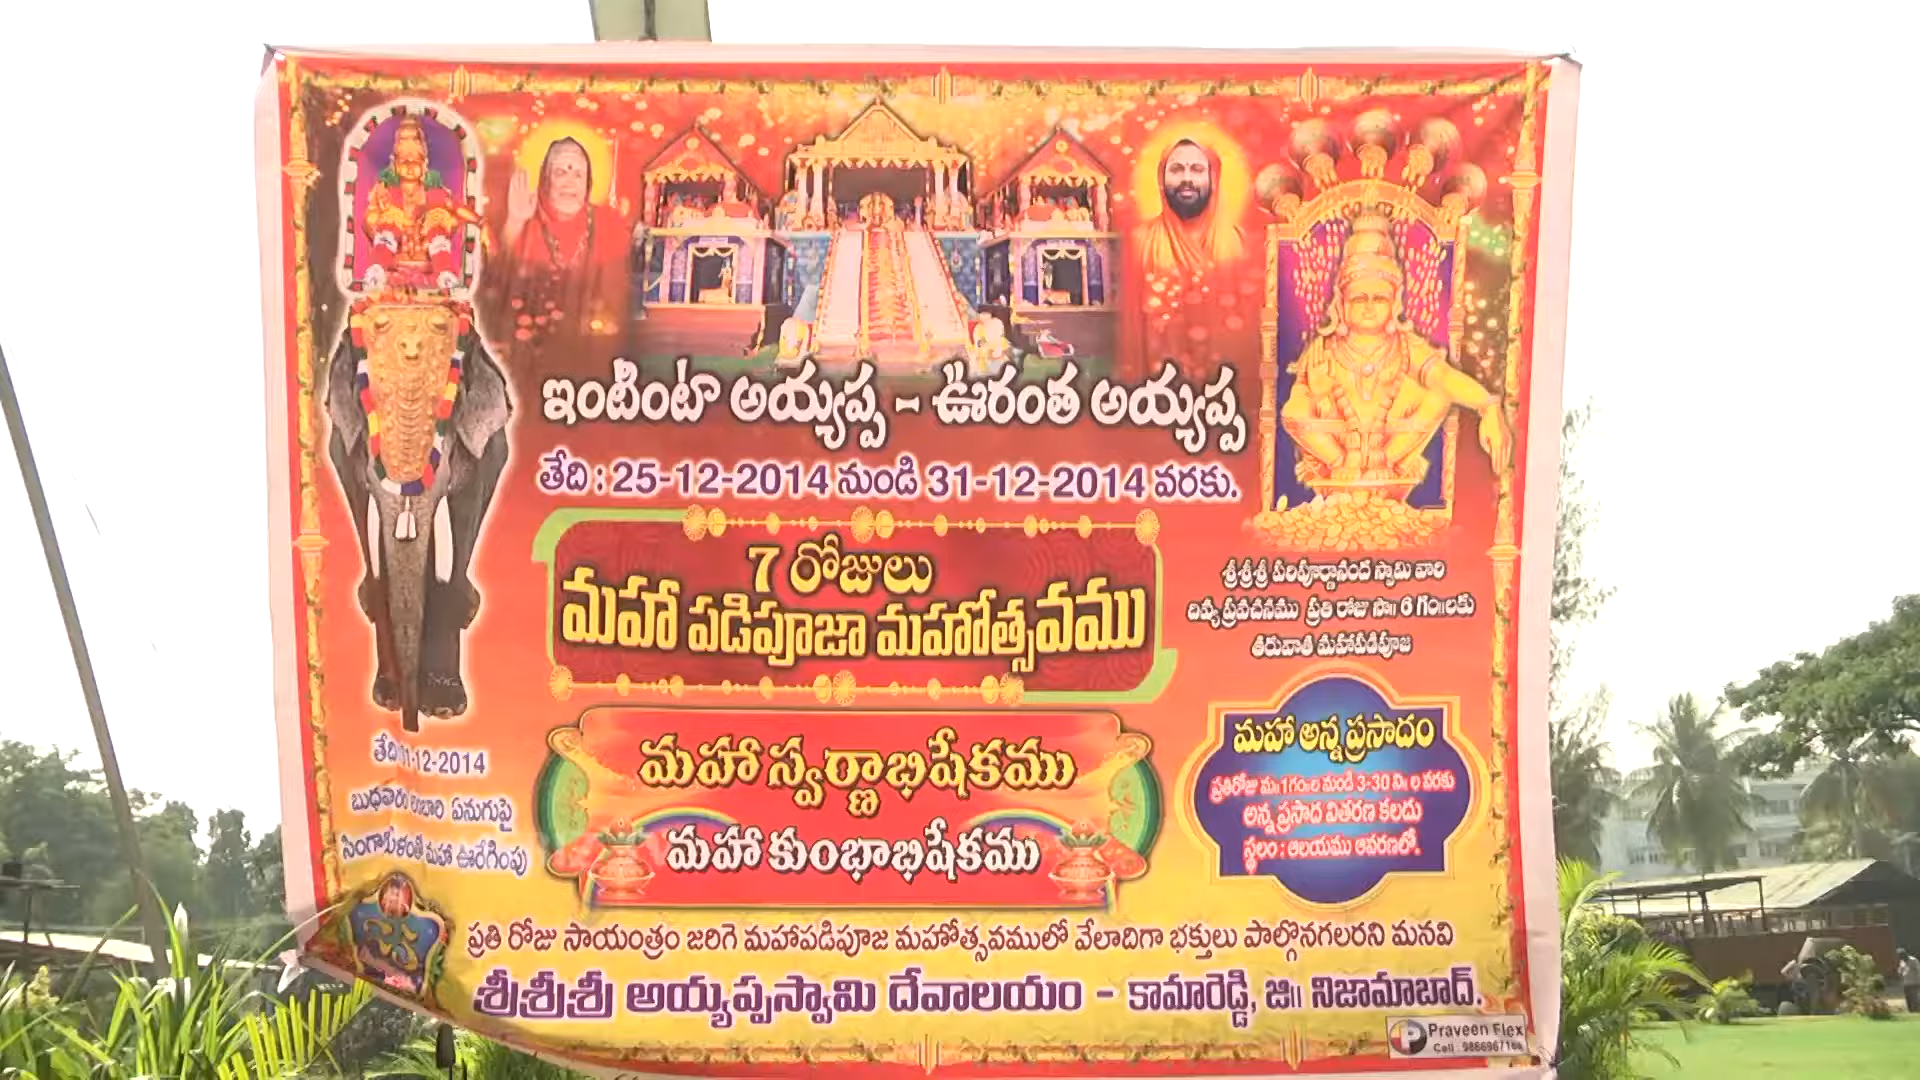 ఇంటింటా అయ్యప్ప - ఊరంత అయ్యప్ప
తేది : 25-12-2014 నుండి 31-12-2014 వరకు.
7 రోజులు
మహా పడిపూజా మహోత్సవము
శ్రీశ్రీశ్రీ పరిపూర్ణానంద స్వామి వారి
దివ్య ప్రవచనము ప్రతి రోజు సా॥ 6 గం॥లకు
తరువాత మహాపడిపూజ
మహా స్వర్ణాభిషేకము
మహా కుంభాభిషేకము
మహా అన్న ప్రసాదం
ప్రతిరోజు మ॥ 1గం॥ల నుండి 3-30 ని॥ల వరకు
అన్న ప్రసాద వితరణ కలదు
స్థలం : ఆలయము ఆవరణలో.
తేది 1-12-2014
బుధవారం అంబారి ఏనుగుపై
మహా ఊరేగింపు
ప్రతి రోజు సాయంత్రం జరిగె మహాపడిపూజ మహోత్సవములో వేలాదిగా భక్తులు పాల్గొనగలరని మనవి
శ్రీశ్రీశ్రీ అయ్యప్పస్వామి దేవాలయం - కామారెడ్డి, జి॥ నిజామాబాద్.
Praveen Flex
Cell :